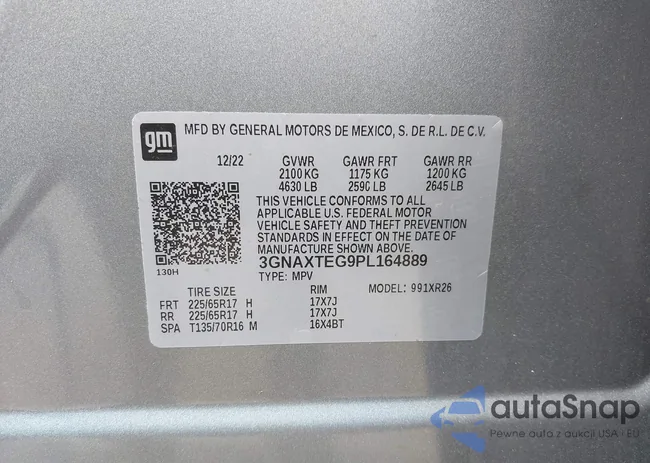 gm
MFD BY GENERAL MOTORS DE MEXICO, S. DE R.L. DE C.V.
12/22 GVWR GAWR FRT GAWR RR
2100 KG 1175 KG 1200 KG
4630 LB 2590 LB 2645 LB
THIS VEHICLE CONFORMS TO ALL
APPLICABLE U.S. FEDERAL MOTOR
VEHICLE SAFETY AND THEFT PREVENTION
STANDARDS IN EFFECT ON THE DATE OF
MANUFACTURE SHOWN ABOVE.
3GNAXTEG9PL164889
130H TYPE: MPV
TIRE SIZE RIM MODEL: 991XR26
FRT 225/65R17 H 17X7J
RR 225/65R17 H 17X7J
SPA T135/70R16 M 16X4BT
autoSnap
Pewne auta z aukcji USA - EU